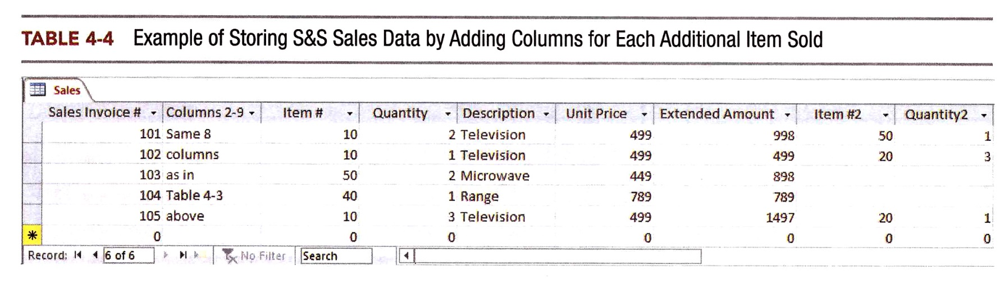 TABLE 4-4 Example of Storing S&S Sales Data by Adding Columns for Each Additional Item Sold
Sales
Sales Invoice # Columns 2-9 Item # Quantity Description Unit Price Extended Amount Item #2 Quantity2
101 Same 8 10 2 Television 499 998 50 1
102 columns 10 1 Television 499 499 20 3
103 as in 50 2 Microwave 449 898
104 Table 4-3 40 1 Range 789 789
105 above 10 3 Television 499 1497 20 1
* 0 0 0 0 0 0 0
Record: 6 of 6 No Filter Search